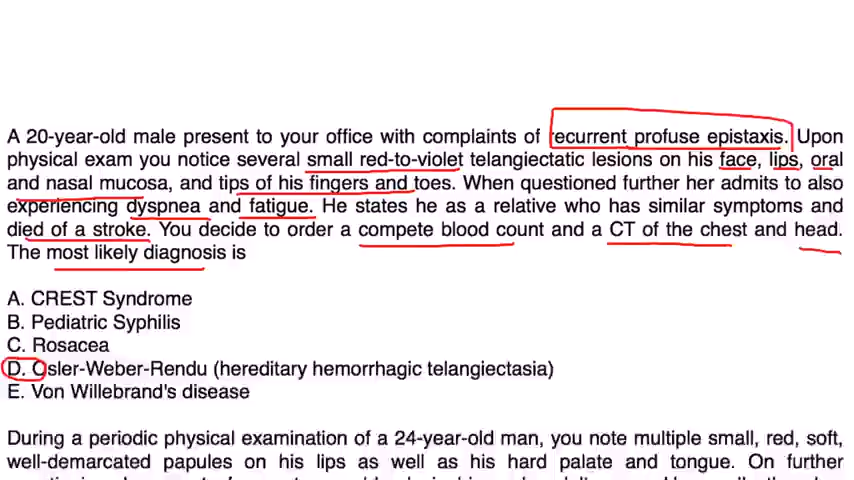 A 20-year-old male present to your office with complaints of recurrent profuse epistaxis. Upon
physical exam you notice several small red-to-violet telangiectatic lesions on his face, lips, oral
and nasal mucosa, and tips of his fingers and toes. When questioned further her admits to also
experiencing dyspnea and fatigue. He states he as a relative who has similar symptoms and
died of a stroke. You decide to order a compete blood count and a CT of the chest and head.
The most likely diagnosis is
A. CREST Syndrome
B. Pediatric Syphilis
C. Rosacea
D. Osler-Weber-Rendu (hereditary hemorrhagic telangiectasia)
E. Von Willebrand's disease
During a periodic physical examination of a 24-year-old man, you note multiple small, red, soft,
well-demarcated papules on his lips as well as his hard palate and tongue. On further